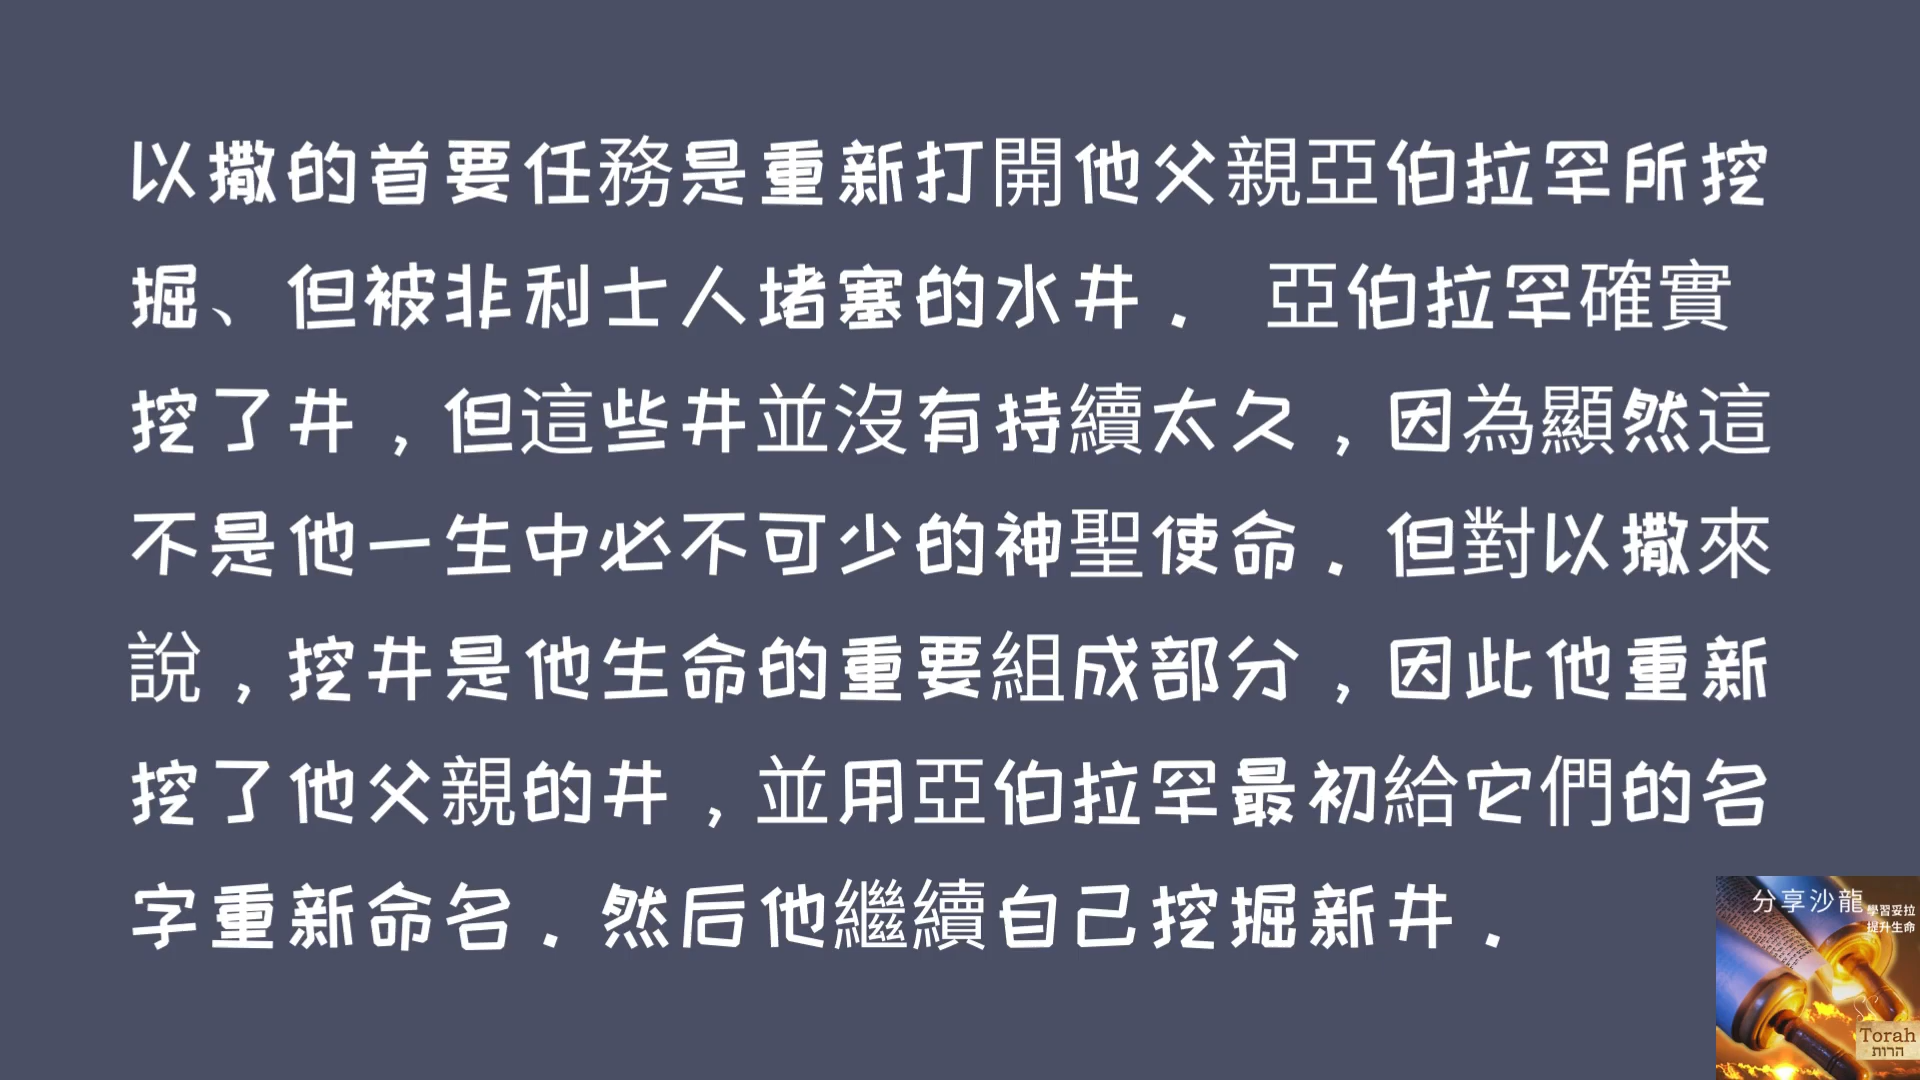 以撒的首要任務是重新打開他父親亞伯拉罕所挖
掘、但被非利士人堵塞的水井． 亞伯拉罕確實
挖了井，但這些井並沒有持續太久，因為顯然這
不是他一生中必不可少的神聖使命．但對以撒來
說，挖井是他生命的重要組成部分，因此他重新
挖了他父親的井，並用亞伯拉罕最初給它們的名
字重新命名．然后他繼續自己挖掘新井．
分享沙龍
學習妥拉
提升生命
Torah